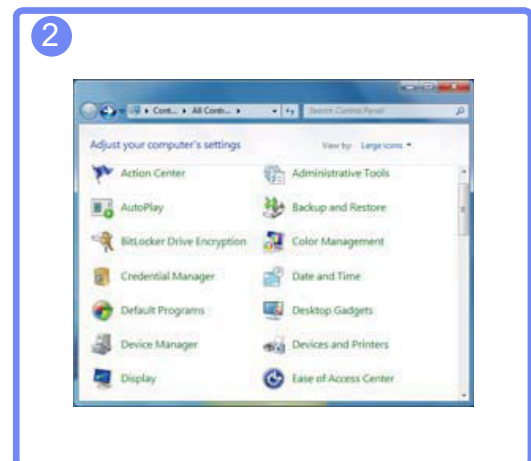 2
Cont... All Contr...
Search Control Panel
Adjust your computer's settings
View by: Large icons
Action Center
Administrative Tools
AutoPlay
Backup and Restore
BitLocker Drive Encryption
Color Management
Credential Manager
Date and Time
Default Programs
Desktop Gadgets
Device Manager
Devices and Printers
Display
Ease of Access Center